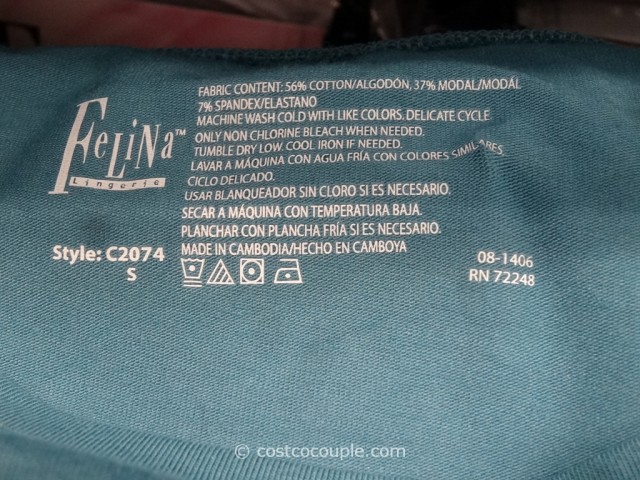 FeLiNa™
Lingerie
Style: C2074
S
FABRIC CONTENT: 56% COTTON/ALGODÓN, 37% MODAL/MODÁL
7% SPANDEX/ELASTANO
MACHINE WASH COLD WITH LIKE COLORS. DELICATE CYCLE
ONLY NON CHLORINE BLEACH WHEN NEEDED.
TUMBLE DRY LOW. COOL IRON IF NEEDED.
LAVAR A MÁQUINA CON AGUA FRÍA CON COLORES SIMILARES
CICLO DELICADO.
USAR BLANQUEADOR SIN CLORO SI ES NECESARIO.
SECAR A MÁQUINA CON TEMPERATURA BAJA.
PLANCHAR CON PLANCHA FRÍA SI ES NECESARIO.
MADE IN CAMBODIA/HECHO EN CAMBOYA
08-1406
RN 72248
© costcocouple.com